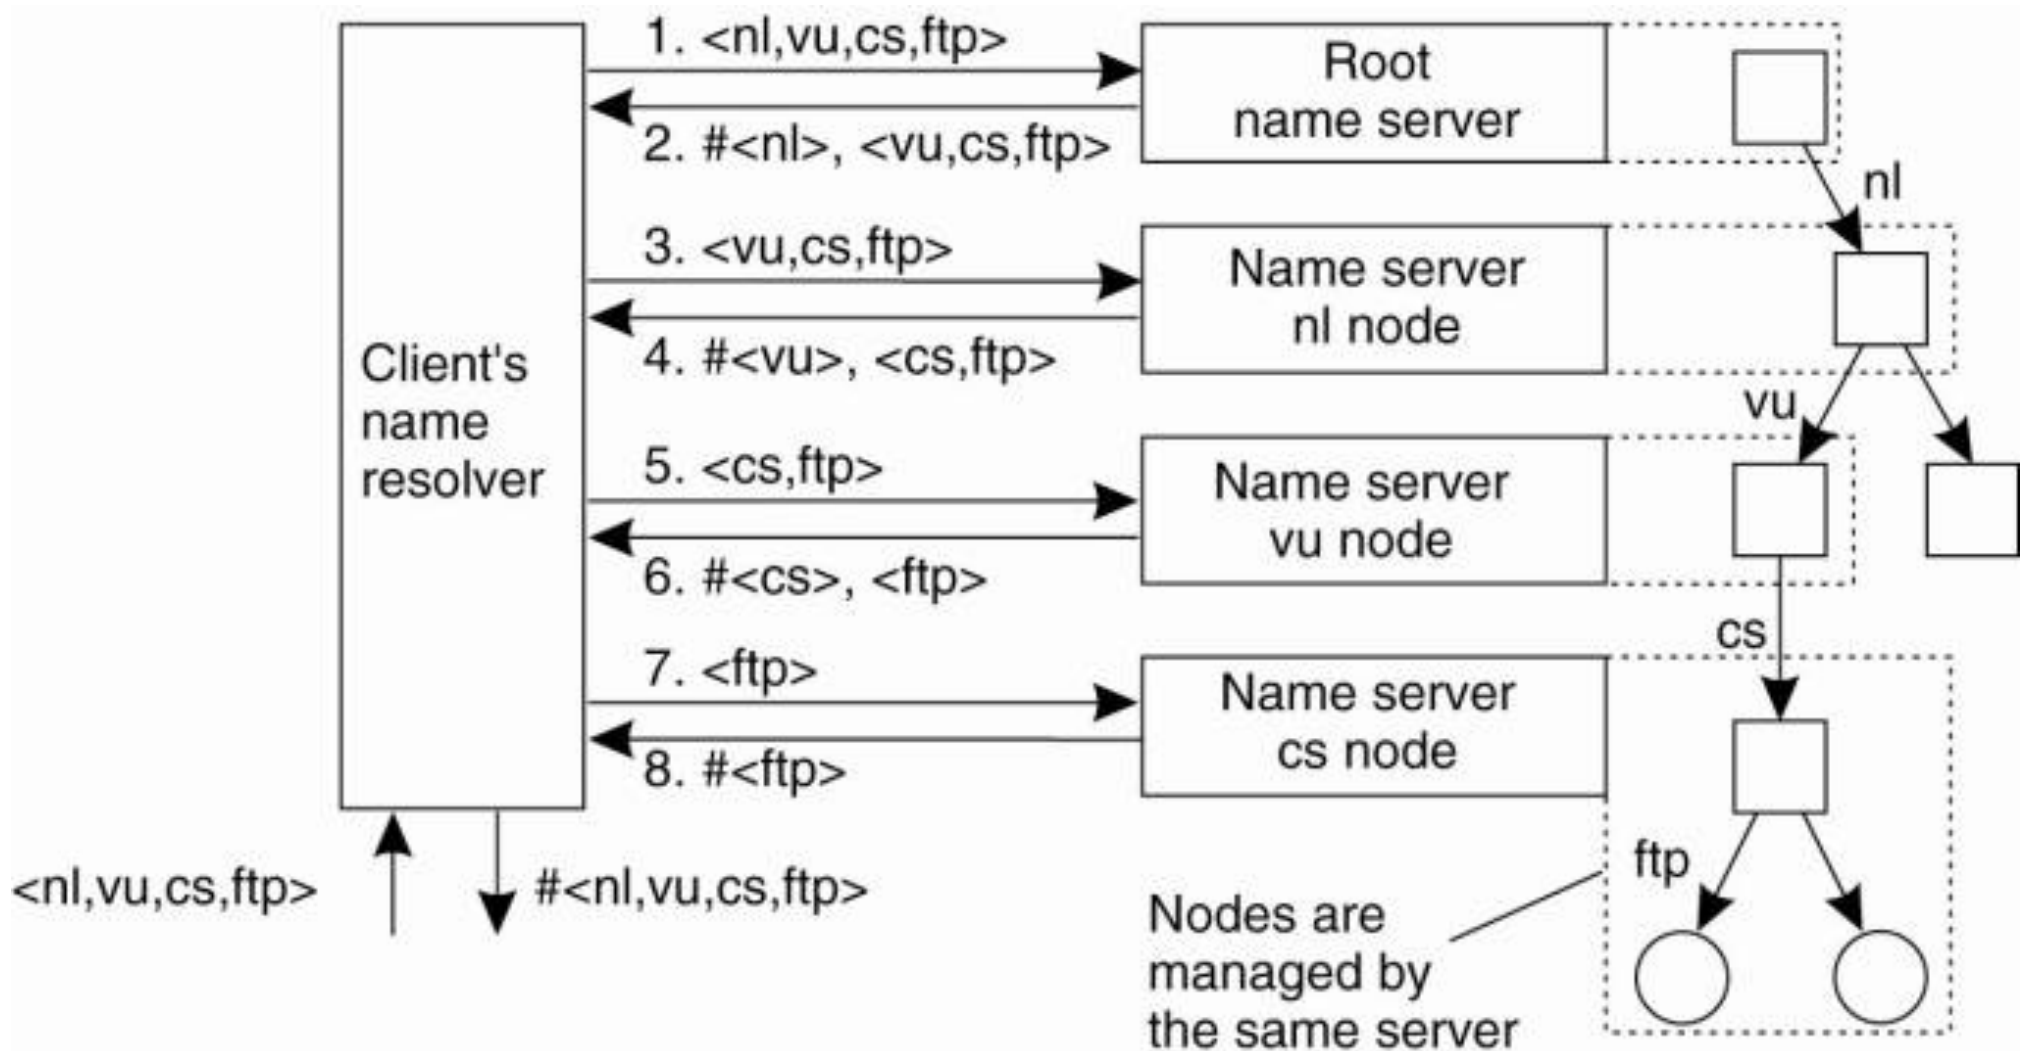 1. <nl,vu,cs,ftp>
Root
name server
2. #<nl>, <vu,cs,ftp>
nl
3. <vu,cs,ftp>
Name server
nl node
4. #<vu>, <cs,ftp>
vu
Client's
name
resolver
5. <cs,ftp>
Name server
vu node
6. #<cs>, <ftp>
cs
7. <ftp>
Name server
cs node
8. #<ftp>
ftp
<nl,vu,cs,ftp>
#<nl,vu,cs,ftp>
Nodes are
managed by
the same server